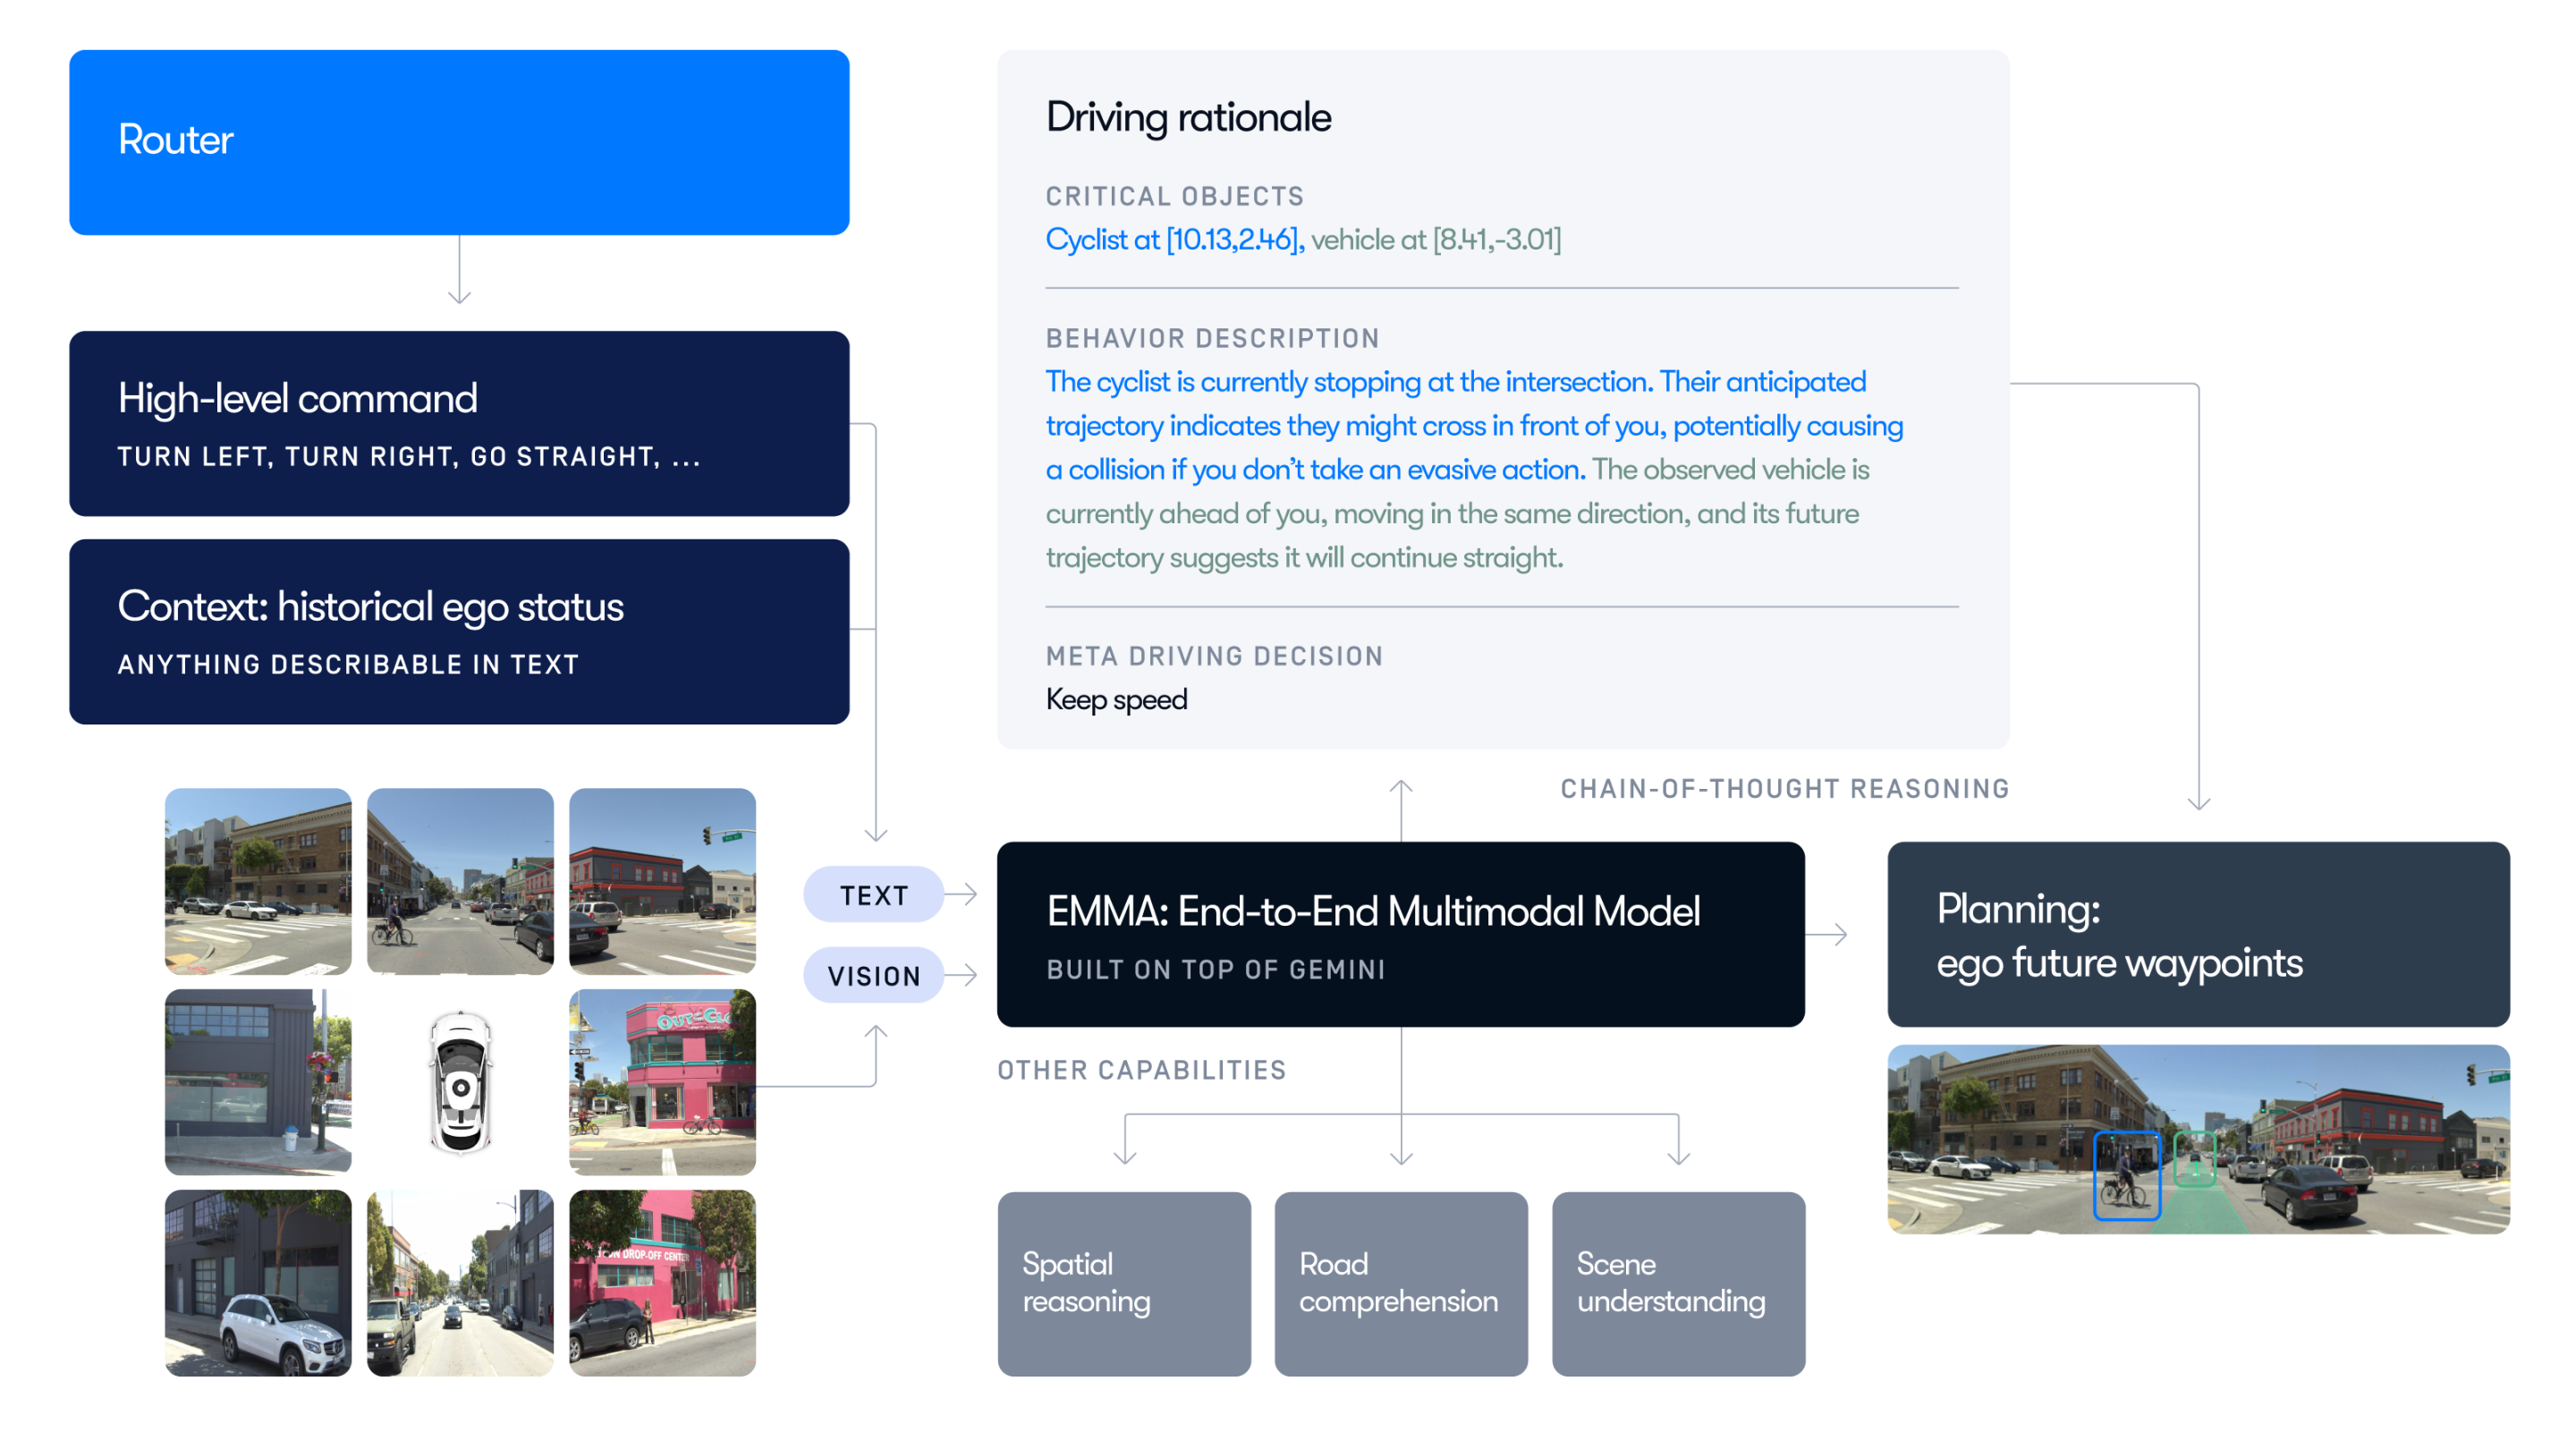 Router
High-level command
TURN LEFT, TURN RIGHT, GO STRAIGHT, ...
Context: historical ego status
ANYTHING DESCRIBABLE IN TEXT
Driving rationale
CRITICAL OBJECTS
Cyclist at [10.13,2.46], vehicle at [8.41,-3.01]
BEHAVIOR DESCRIPTION
The cyclist is currently stopping at the intersection. Their anticipated
trajectory indicates they might cross in front of you, potentially causing
a collision if you don’t take an evasive action. The observed vehicle is
currently ahead of you, moving in the same direction, and its future
trajectory suggests it will continue straight.
META DRIVING DECISION
Keep speed
CHAIN-OF-THOUGHT REASONING
TEXT
VISION
EMMA: End-to-End Multimodal Model
BUILT ON TOP OF GEMINI
Planning:
ego future waypoints
OTHER CAPABILITIES
Spatial
reasoning
Road
comprehension
Scene
understanding
DROP-OFF CENTER